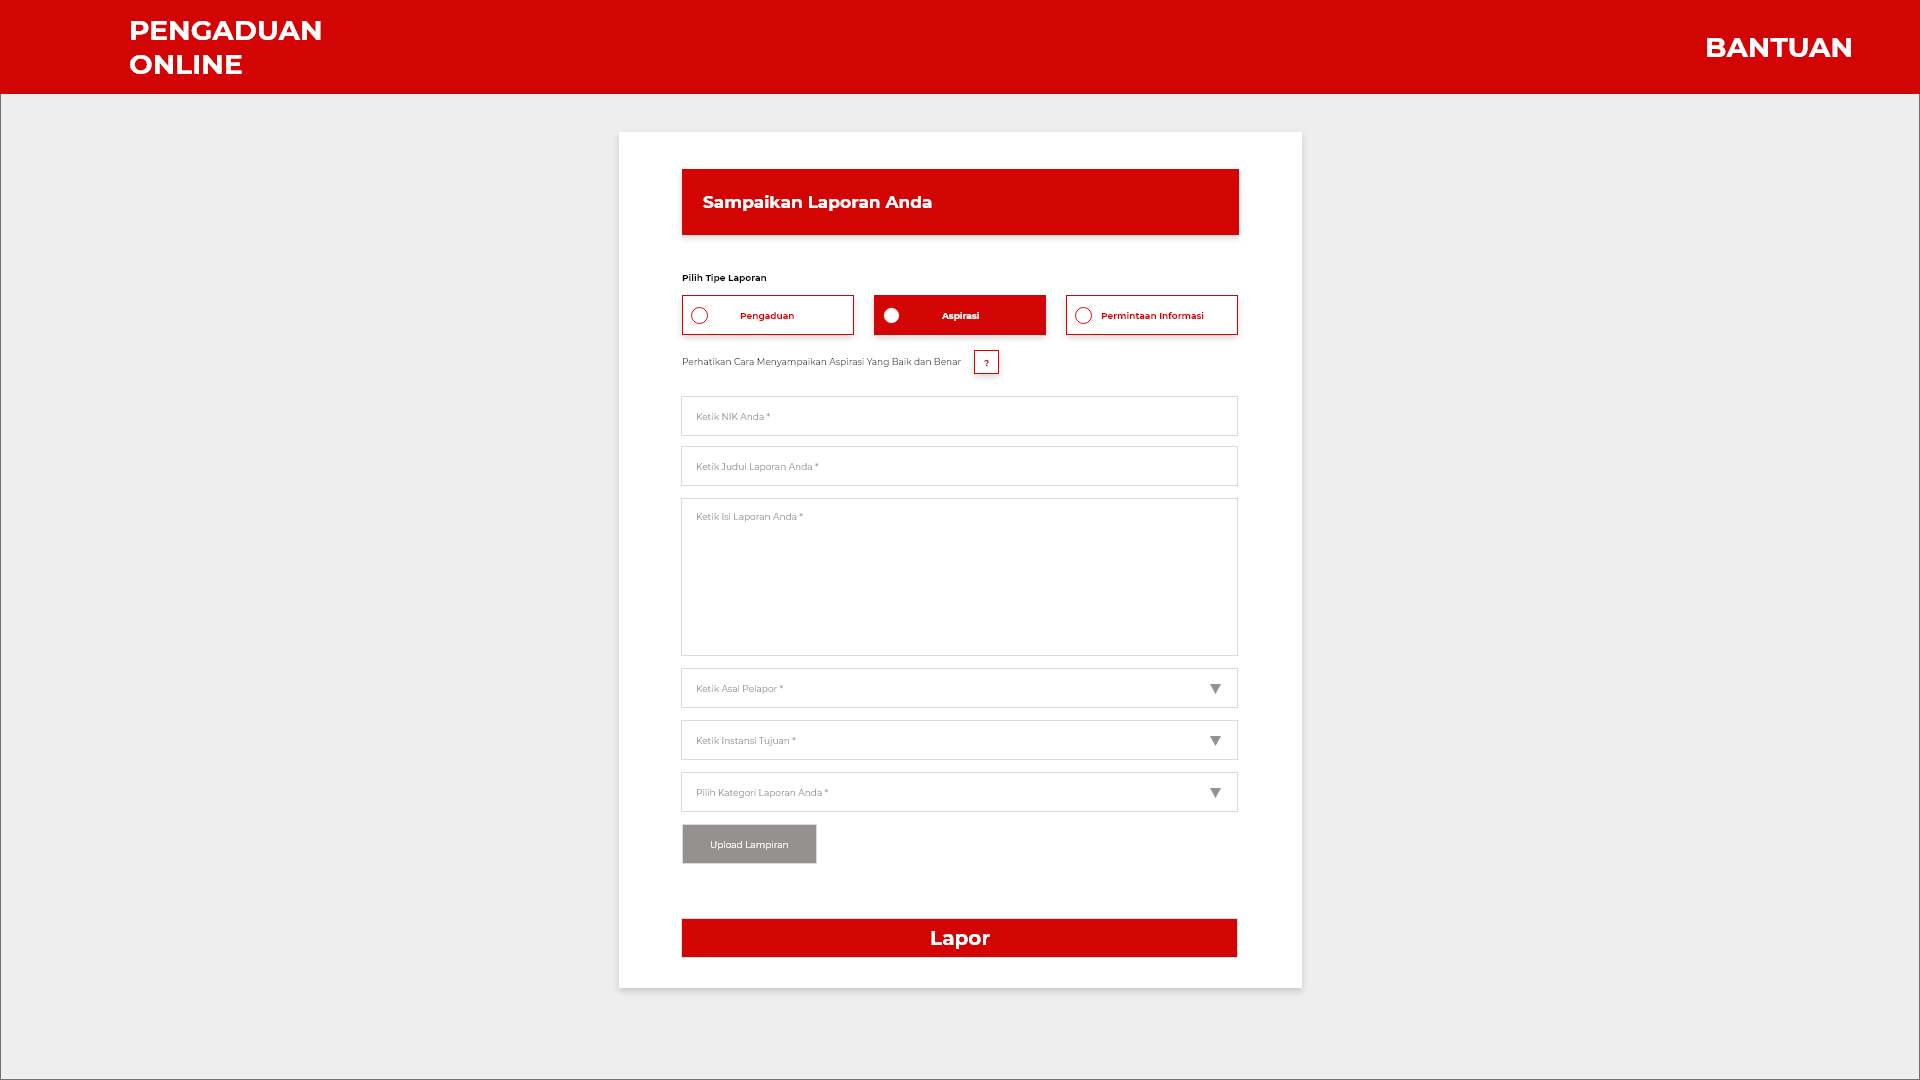 PENGADUAN
ONLINE
BANTUAN
Sampaikan Laporan Anda
Pilih Tipe Laporan
Pengaduan
Aspirasi
Permintaan Informasi
Perhatikan Cara Menyampaikan Aspirasi Yang Baik dan Benar
?
Ketik NIK Anda *
Ketik Judul Laporan Anda *
Ketik Isi Laporan Anda *
Ketik Asal Pelapor *
Ketik Instansi Tujuan *
Pilih Kategori Laporan Anda *
Upload Lampiran
Lapor